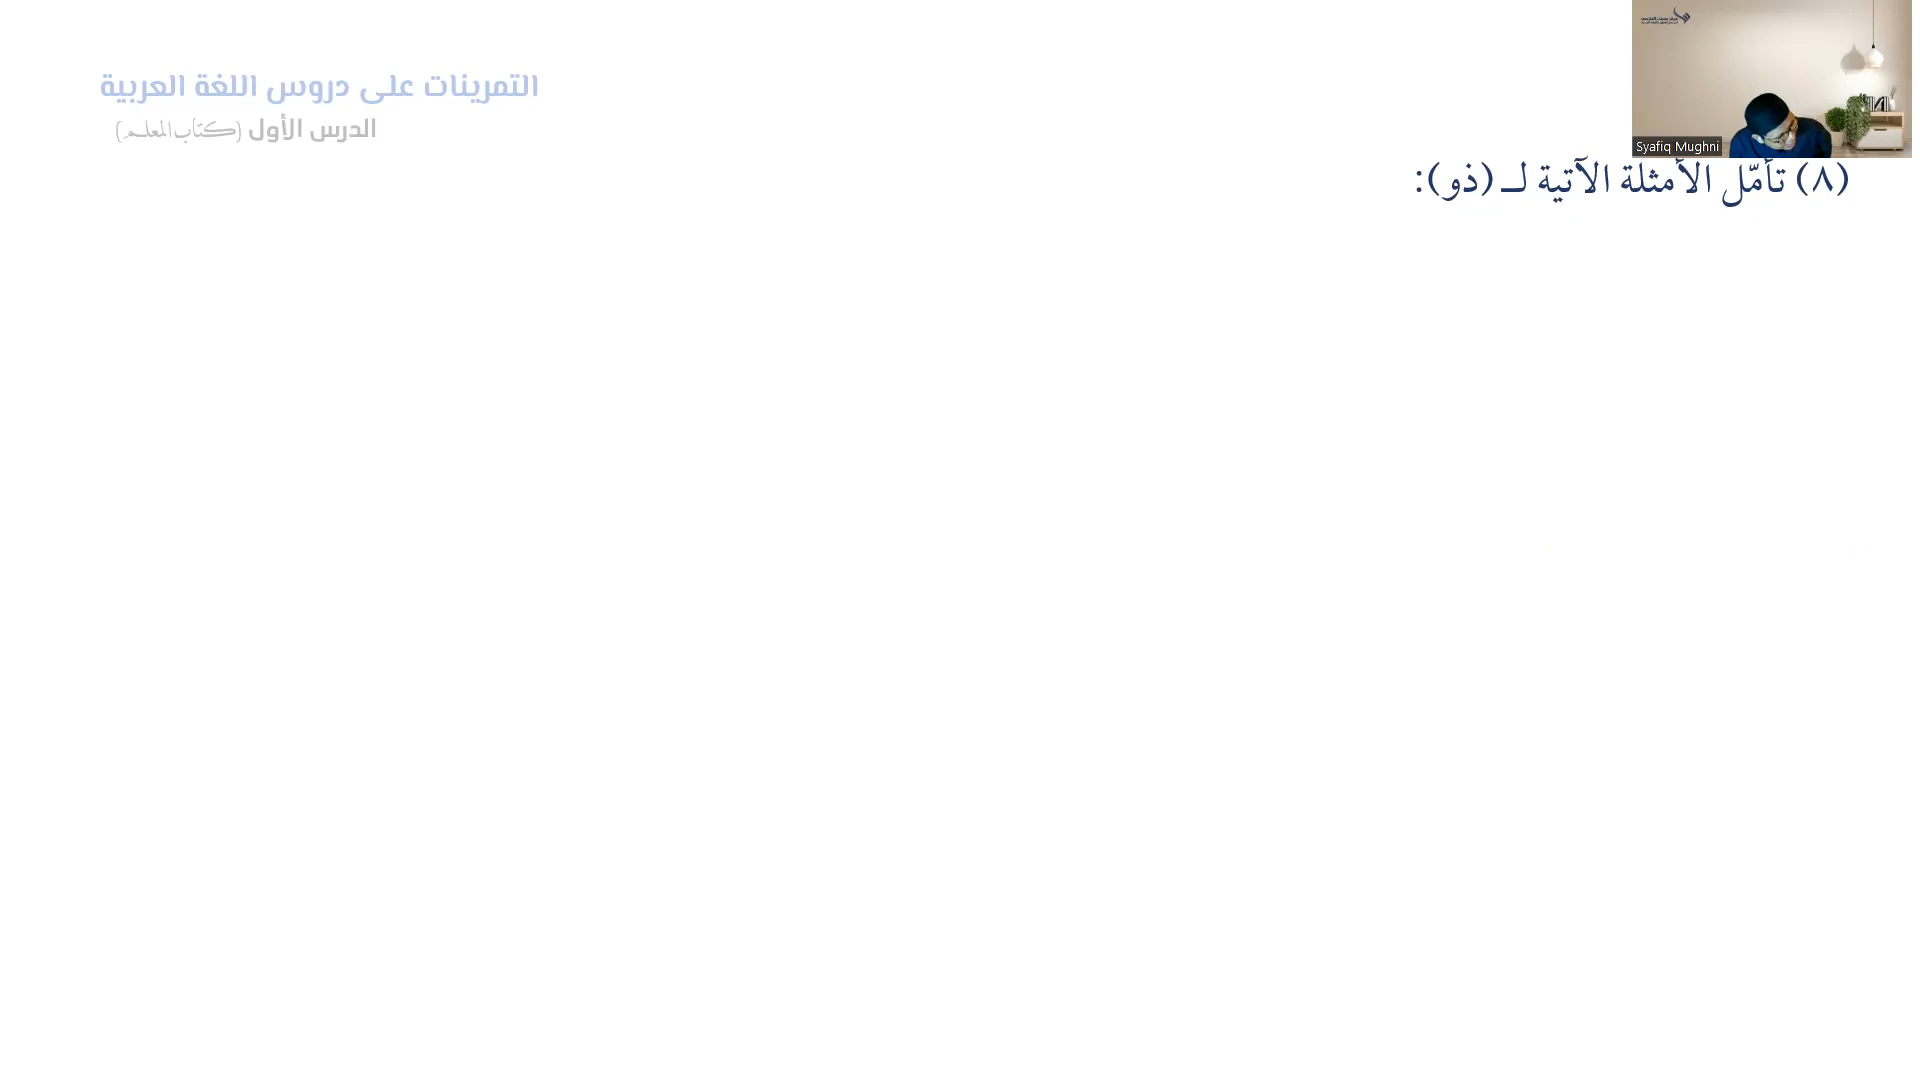 التمرينات على دروس اللغة العربية
الدرس الأول (كتاب المعلم)
Syafiq Mughni
(٨) تأمّل الأمثلة الآتية لـ (ذو):